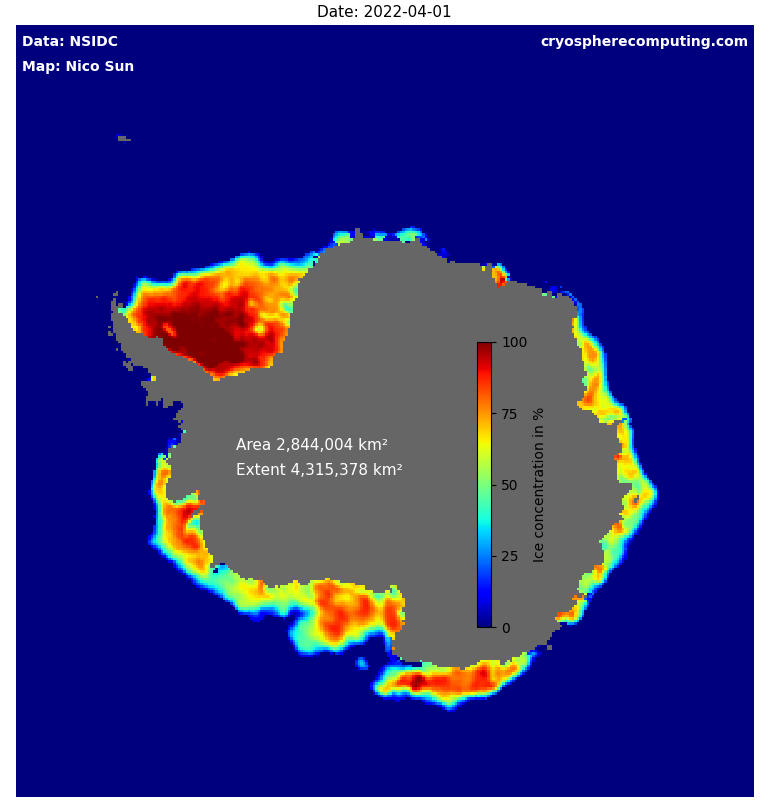 Date: 2022-04-01
Data: NSIDC
cryospherecomputing.com
Map: Nico Sun
100
75
50
25
0
Ice concentration in %
Area 2,844,004 km²
Extent 4,315,378 km²